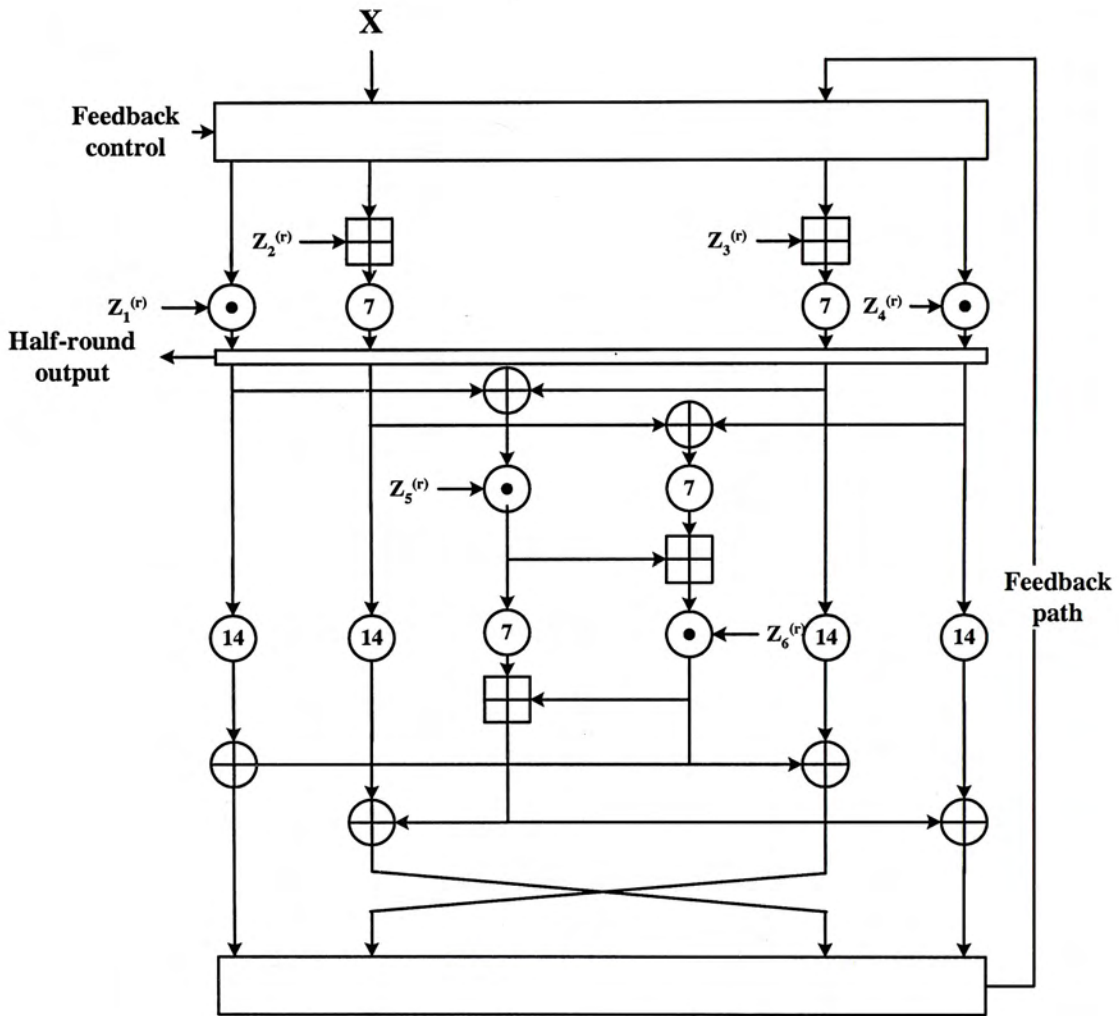 X
Feedback
control
Z₂⁽ʳ⁾
Z₃⁽ʳ⁾
Z₁⁽ʳ⁾
7
7
Z₄⁽ʳ⁾
Half-round
output
Z₅⁽ʳ⁾
7
Feedback
path
14
14
7
Z₆⁽ʳ⁾
14
14